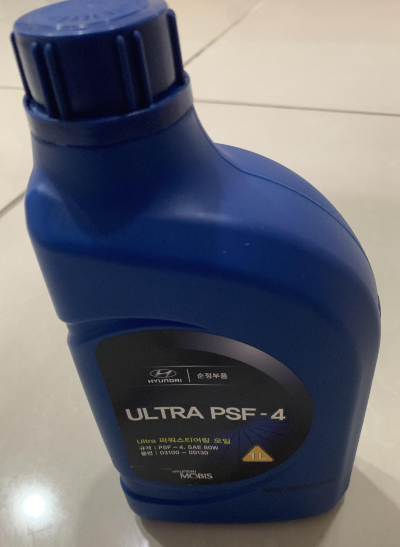 HYUNDAI | 순정부품
ULTRA PSF-4
Ultra 파워스티어링 오일
규격 : PSF - 4, SAE 80W
품번 : 03100 - 00130
1 L
HYUNDAI
MOBIS